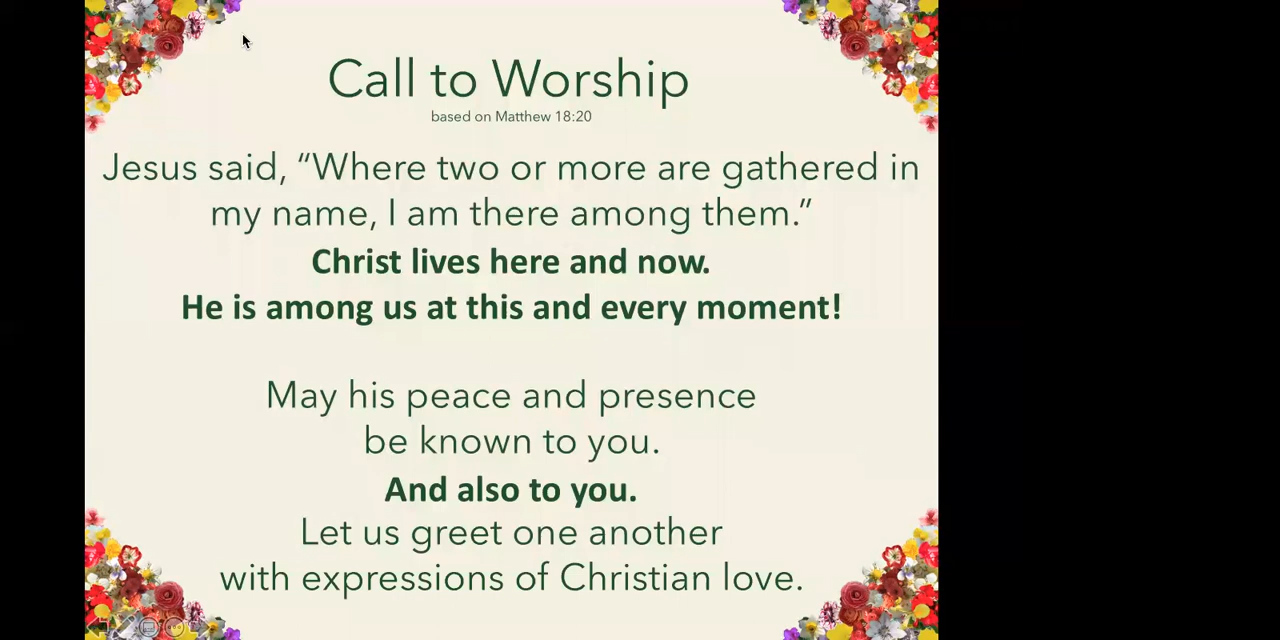 Call to Worship
based on Matthew 18:20
Jesus said, “Where two or more are gathered in
my name, I am there among them.”
Christ lives here and now.
He is among us at this and every moment!
May his peace and presence
be known to you.
And also to you.
Let us greet one another
with expressions of Christian love.